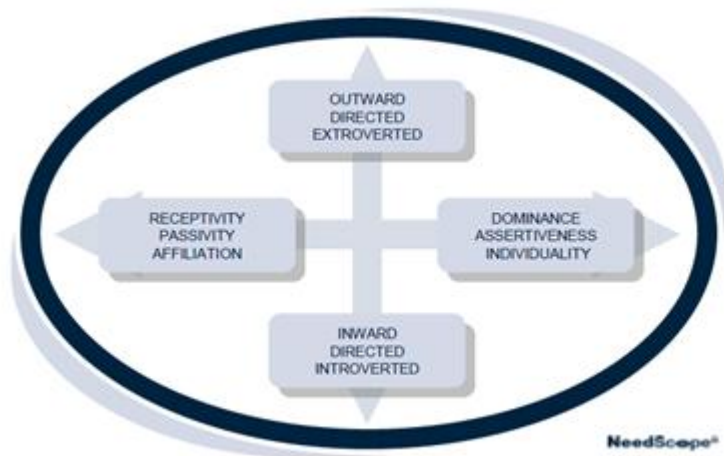 OUTWARD
DIRECTED
EXTROVERTED
RECEPTIVITY
PASSIVITY
AFFILIATION
DOMINANCE
ASSERTIVENESS
INDIVIDUALITY
INWARD
DIRECTED
INTROVERTED
NeedScope®